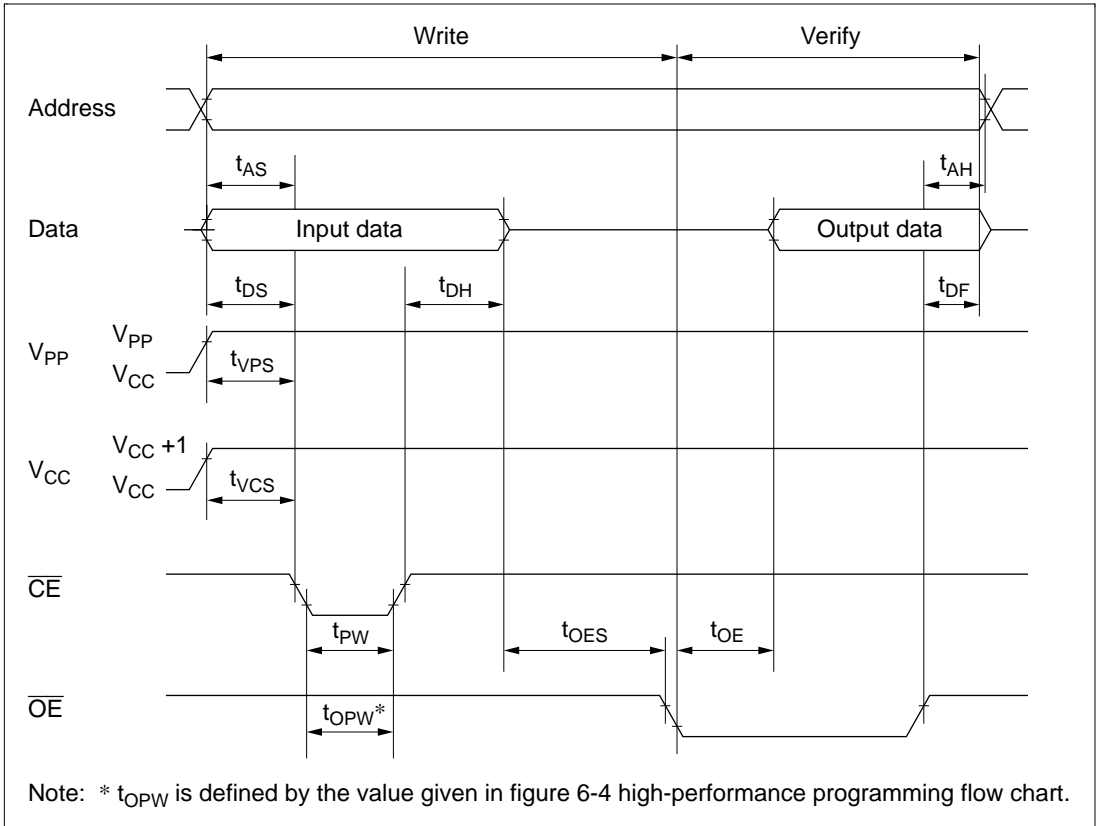 Write Verify
Address
tAS tAH
Data Input data Output data
tDS tDH tDF
VPP VPP
VCC tVPS
VCC VCC +1
VCC tVCS
CE
tPW tOES tOE
OE
tOPW*
Note: * tOPW is defined by the value given in figure 6-4 high-performance programming flow chart.